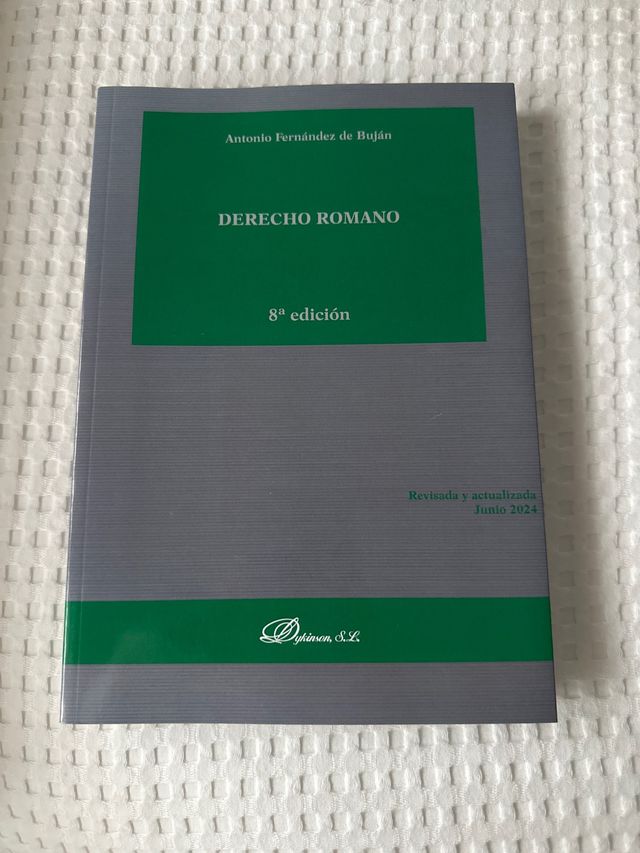 Antonio Fernández de Buján
DERECHO ROMANO
8ª edición
Revisada y actualizada
Junio 2024
Dykinson, S.L.